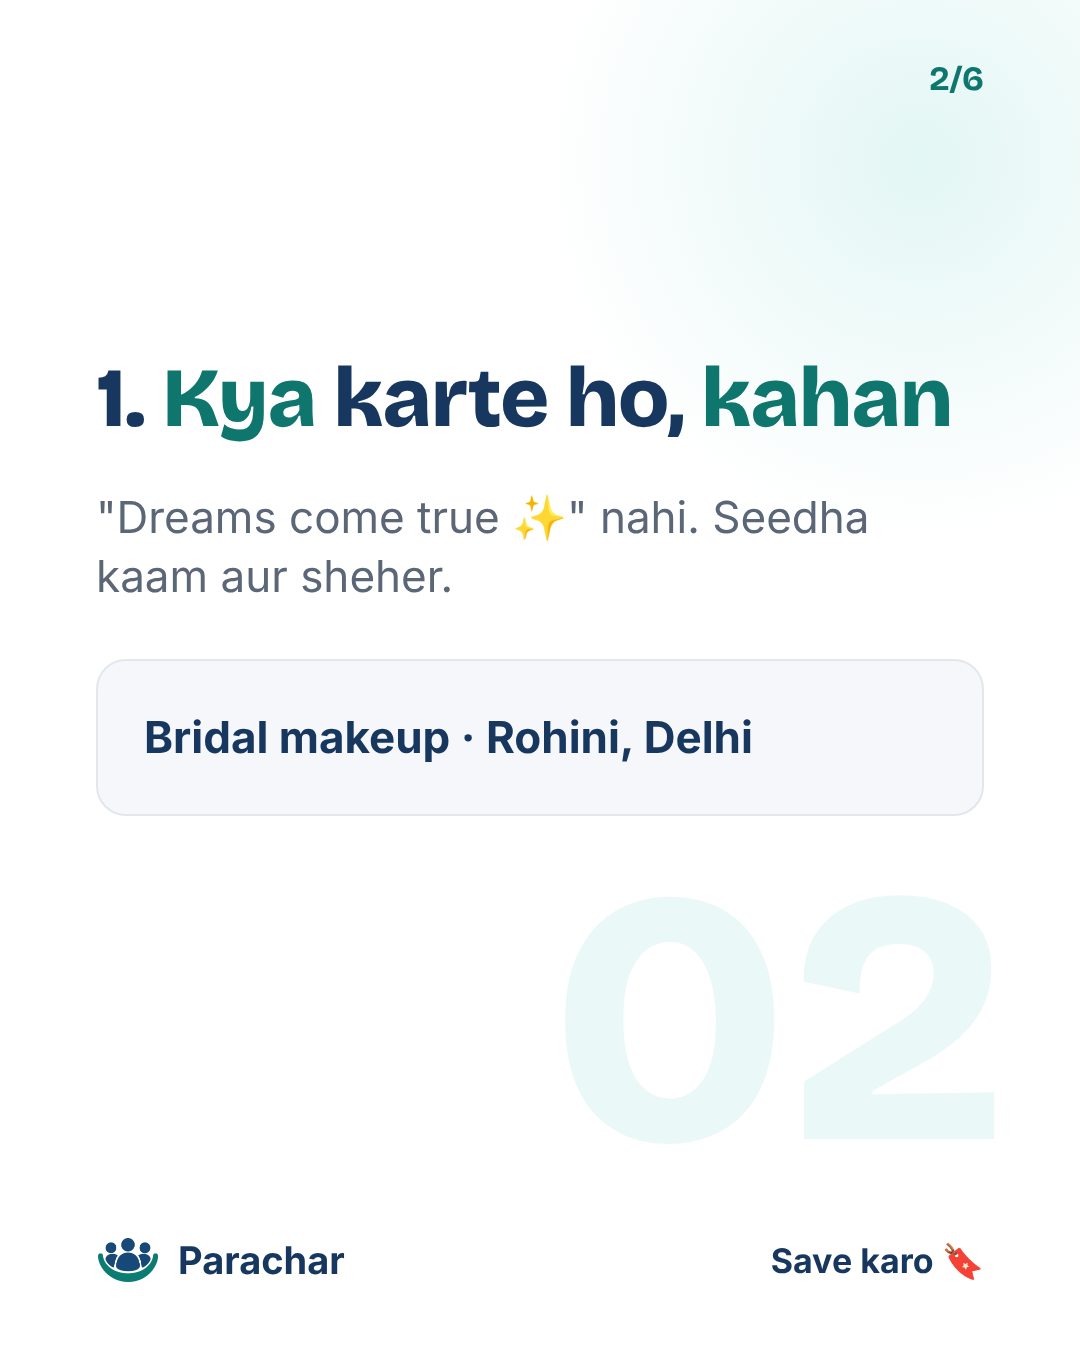 2/6
1. Kya karte ho, kahan
"Dreams come true ✨" nahi. Seedha
kaam aur sheher.
Bridal makeup · Rohini, Delhi
02
Parachar
Save karo 🔖